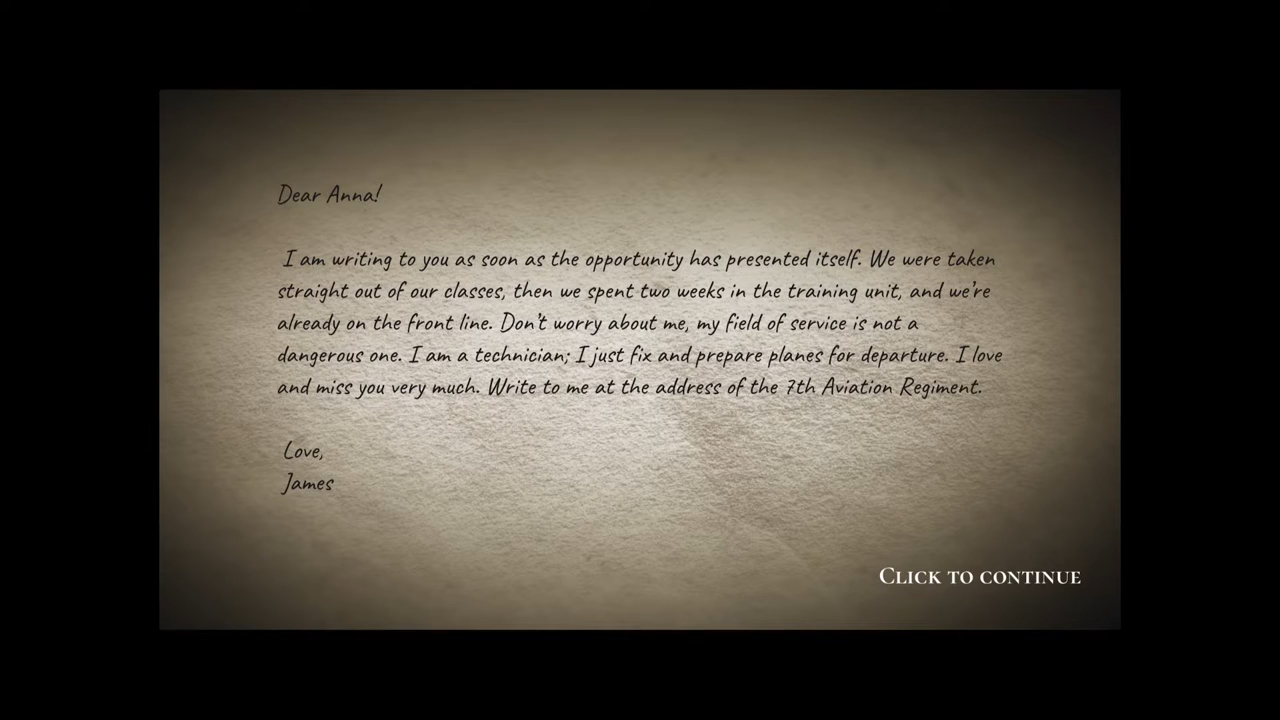 Dear Anna!
I am writing to you as soon as the opportunity has presented itself. We were taken
straight out of our classes, then we spent two weeks in the training unit, and we're
already on the front line. Don't worry about me, my field of service is not a
dangerous one. I am a technician; I just fix and prepare planes for departure. I love
and miss you very much. Write to me at the address of the 7th Aviation Regiment.
Love,
James
Click to continue